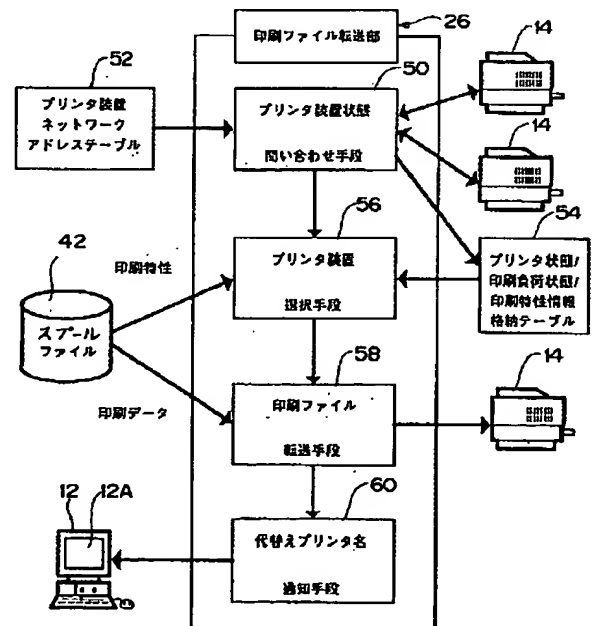 印刷ファイル転送部
26
52
プリンタ装置
ネットワーク
アドレステーブル
50
プリンタ装置状態
問い合わせ手段
14
14
56
プリンタ装置
選択手段
54
プリンタ状態/
印刷負荷状態/
印刷特性情報
格納テーブル
42
スプール
ファイル
印刷特性
印刷データ
58
印刷ファイル
転送手段
14
60
代替えプリンタ名
通知手段
12
12A